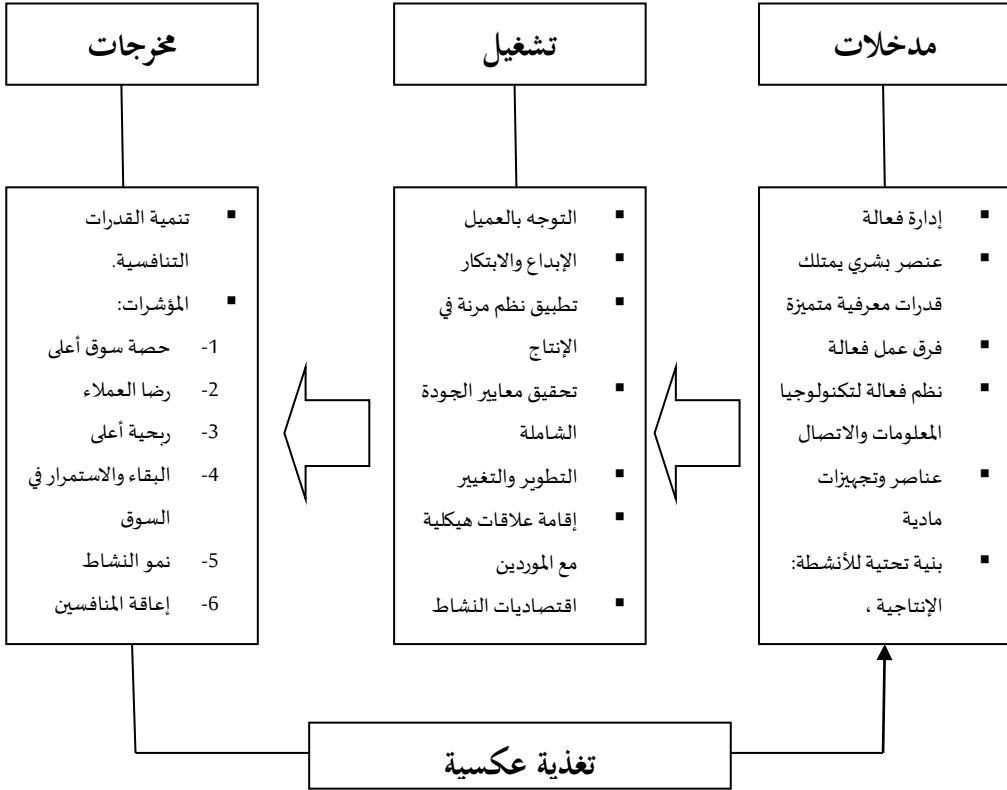 مدخلات
تشغيل
مخرجات
▪ إدارة فعالة
▪ عنصر بشري يمتلك
قدرات معرفية متميزة
▪ فرق عمل فعالة
▪ نظم فعالة لتكنولوجيا
المعلومات والاتصال
▪ عناصر وتجهيزات
مادية
▪ بنية تحتية للأنشطة:
الإنتاجية ،
▪ التوجه بالعميل
▪ الإبداع والابتكار
▪ تطبيق نظم مرنة في
الإنتاج
▪ تحقيق معايير الجودة
الشاملة
▪ التطوير والتغيير
▪ إقامة علاقات هيكلية
مع الموردين
▪ اقتصاديات النشاط
▪ تنمية القدرات
التنافسية.
▪ المؤشرات:
1- حصة سوق أعلى
2- رضا العملاء
3- ربحية أعلى
4- البقاء والاستمرار في
السوق
5- نمو النشاط
6- إعاقة المنافسين
تغذية عكسية